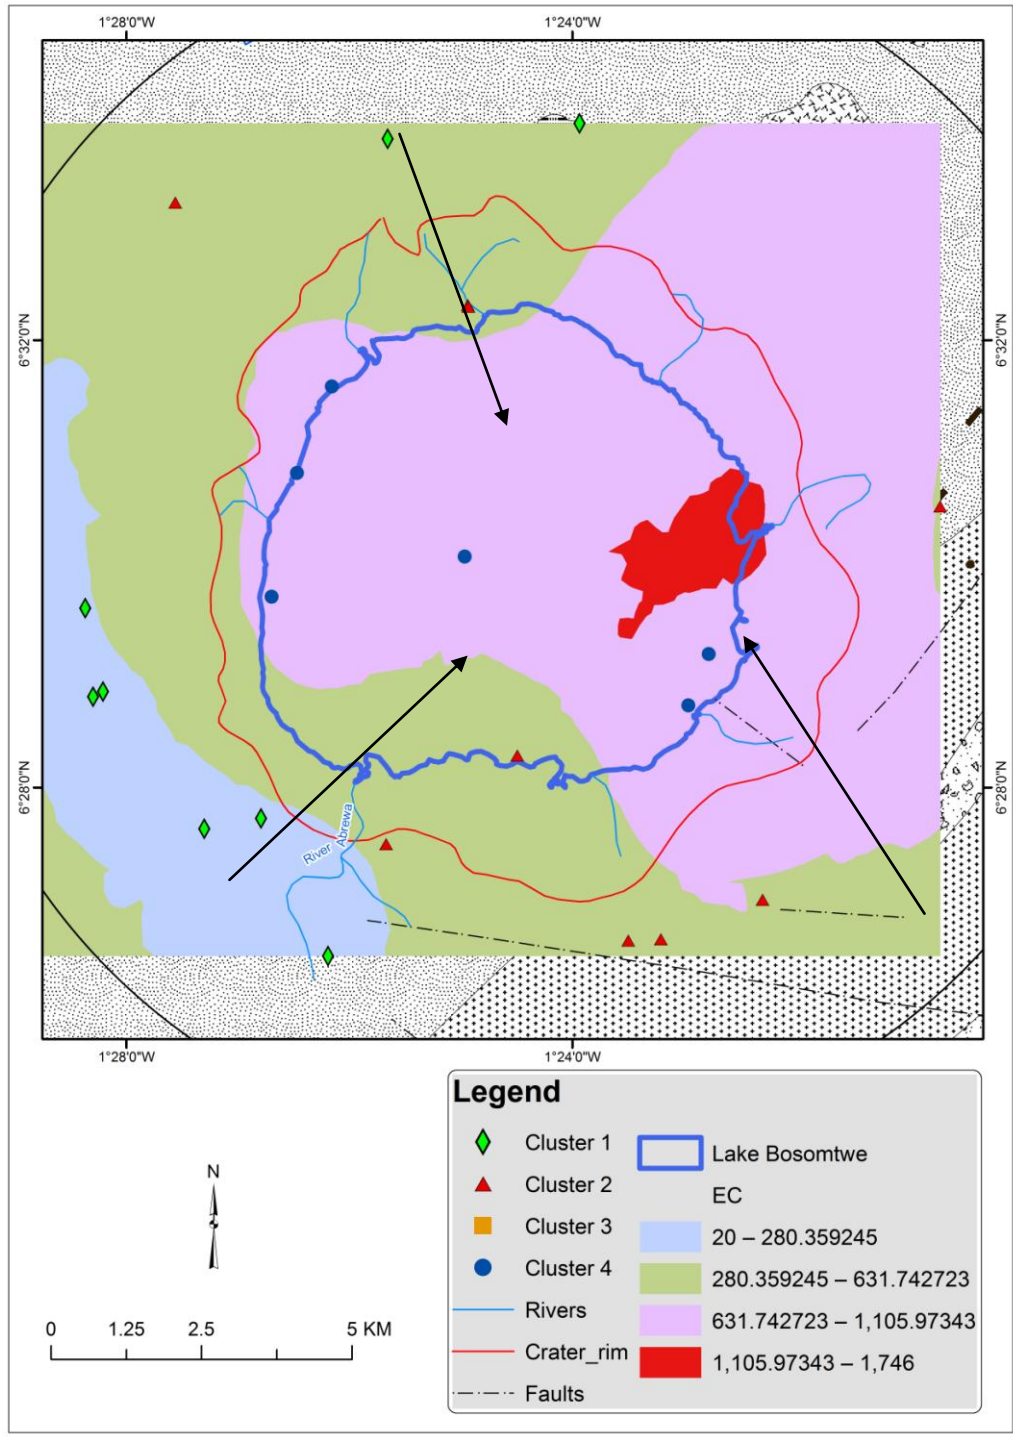 1°28'0"W 1°24'0"W
6°32'0"N 6°32'0"N
6°28'0"N 6°28'0"N
River Abrewa
1°28'0"W 1°24'0"W
Legend
Cluster 1
Lake Bosomtwe
Cluster 2
EC
Cluster 3
20 – 280.359245
Cluster 4
280.359245 – 631.742723
Rivers
631.742723 – 1,105.97343
Crater_rim
1,105.97343 – 1,746
Faults
N
0 1.25 2.5 5 KM